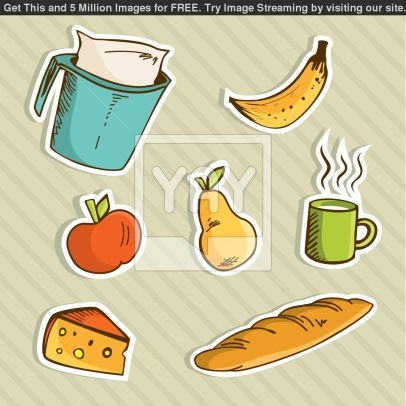 Get This and 5 Million Images for FREE. Try Image Streaming by visiting our site.
YAY